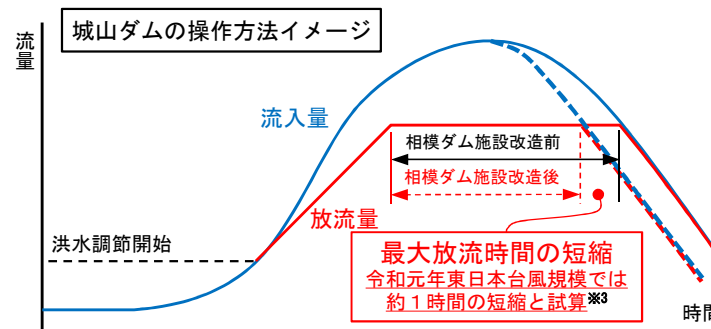 城山ダムの操作方法イメージ
流量
流入量
相模ダム施設改造前
相模ダム施設改造後
放流量
洪水調節開始
最大放流時間の短縮
令和元年東日本台風規模では
約1時間の短縮と試算※3
時間